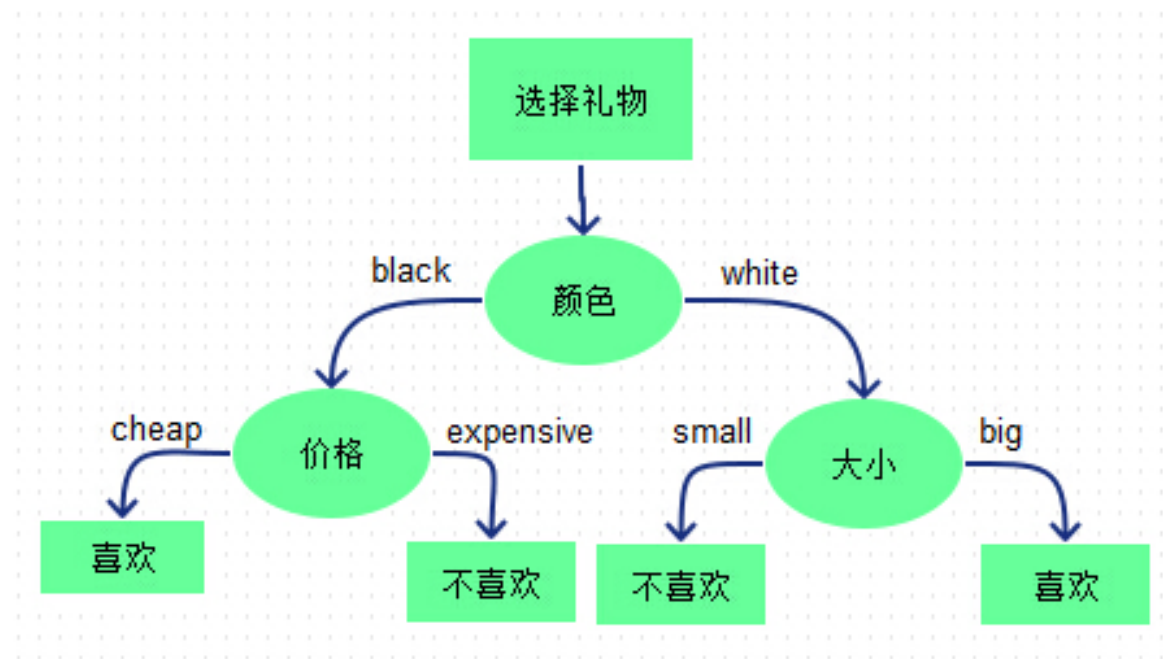 选择礼物
black
颜色
white
cheap
价格
expensive
small
大小
big
喜欢
不喜欢
不喜欢
喜欢